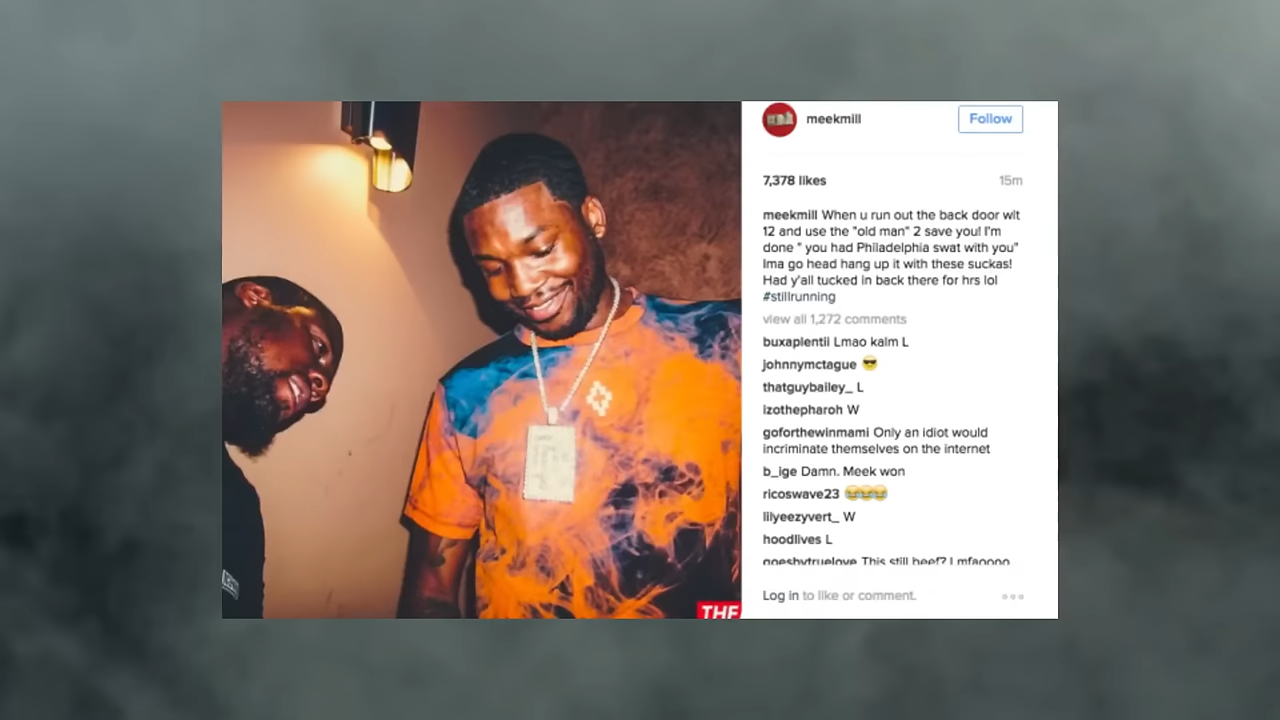 meekmill
Follow
7,378 likes
15m
meekmill When u run out the back door wit
12 and use the "old man" 2 save you! I'm
done " you had Philadelphia swat with you"
Ima go head hang up it with these suckas!
Had y'all tucked in back there for hrs lol
#stillrunning
view all 1,272 comments
buxaplentii Lmao kalm L
johnnymctague 😎
thatguybailey_ L
izothepharoh W
goforthewinmami Only an idiot would
incriminate themselves on the internet
b_ige Damn. Meek won
ricoswave23 😂😂😂
lilyeezyvert_ W
hoodlives L
goesbytruelove This still beef? Lmfaoooo
Log in to like or comment.
THE